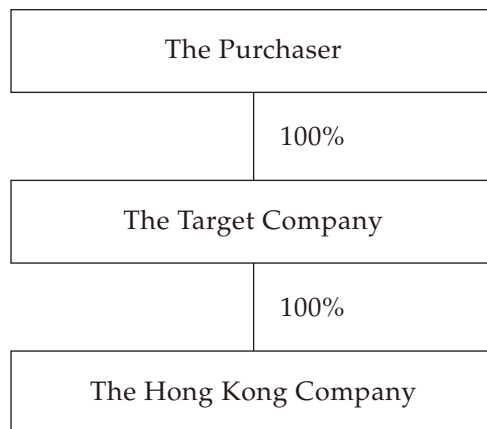 The Purchaser
100%
The Target Company
100%
The Hong Kong Company